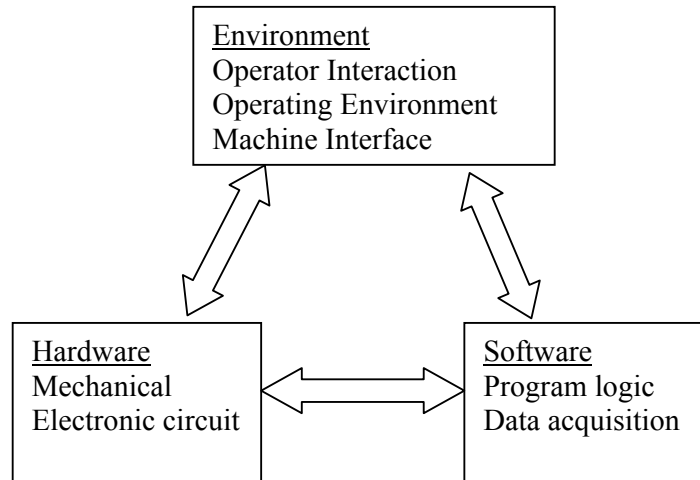 Environment
Operator Interaction
Operating Environment
Machine Interface
Hardware
Mechanical
Electronic circuit
Software
Program logic
Data acquisition